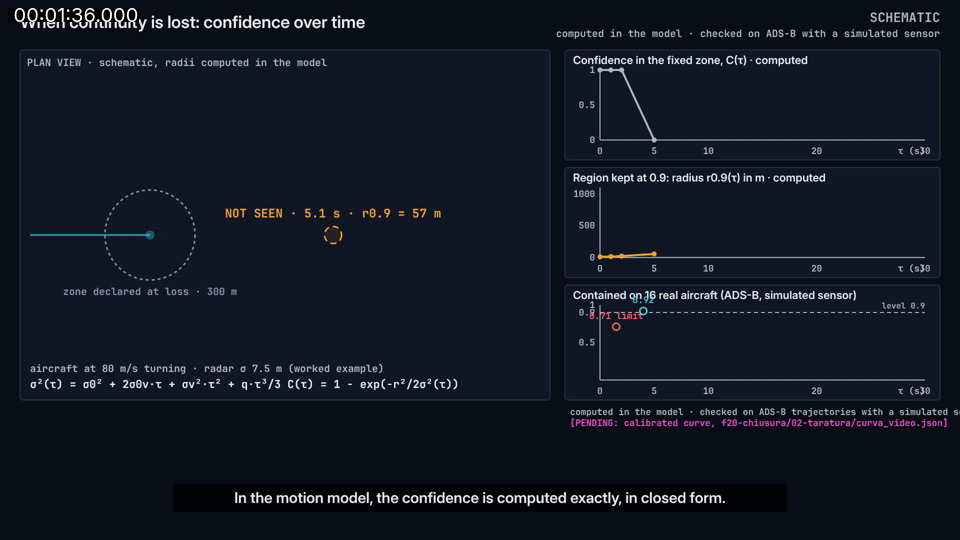 00:01:36.000
When continuity is lost: confidence over time
SCHEMATIC
computed in the model · checked on ADS-B with a simulated sensor
PLAN VIEW · schematic, radii computed in the model
NOT SEEN · 5.1 s · r0.9 = 57 m
zone declared at loss · 300 m
aircraft at 80 m/s turning · radar σ 7.5 m (worked example)
σ²(τ) = σ0² + 2σ0v·τ + σv²·τ² + q·τ³/3 C(τ) = 1 - exp(-r²/2σ²(τ))
Confidence in the fixed zone, C(τ) · computed
1
0.5
0
0 5 10 20 τ (s) 30
Region kept at 0.9: radius r0.9(τ) in m · computed
1000
500
0
0 5 10 20 τ (s) 30
Contained on 16 real aircraft (ADS-B, simulated sensor)
0.92
level 0.9
1
0.9
0.71 limit
0.5
0 5 10 20 τ (s) 30
computed in the model · checked on ADS-B trajectories with a simulated
[PENDING: calibrated curve, f20-chiusura/02-taratura/curva_video.json]
In the motion model, the confidence is computed exactly, in closed form.